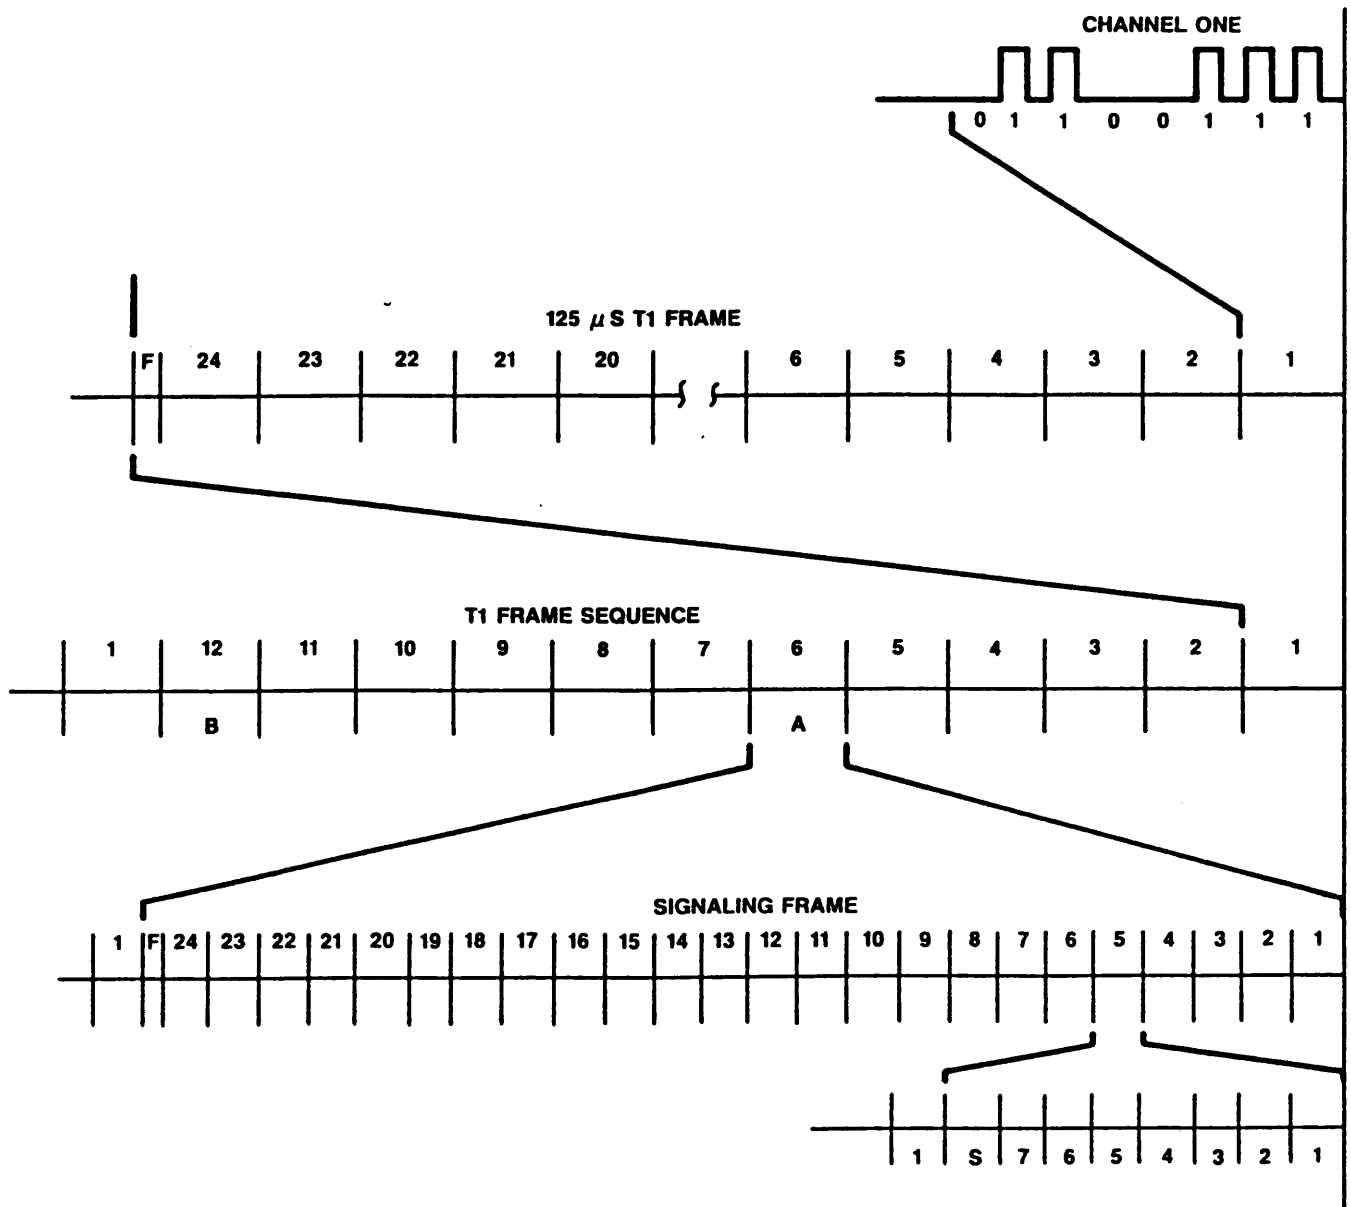 CHANNEL ONE
0 1 1 0 0 1 1 1
125 μS T1 FRAME
F 24 23 22 21 20 6 5 4 3 2 1
T1 FRAME SEQUENCE
1 12 11 10 9 8 7 6 5 4 3 2 1
B A
SIGNALING FRAME
1 F 24 23 22 21 20 19 18 17 16 15 14 13 12 11 10 9 8 7 6 5 4 3 2 1
1 S 7 6 5 4 3 2 1